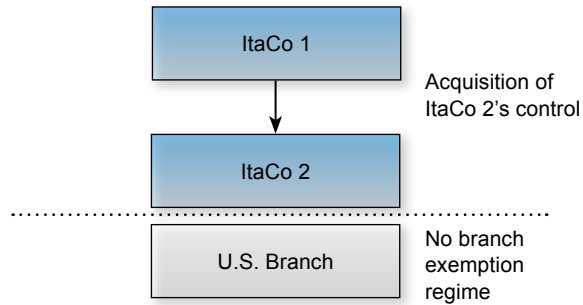 ItaCo 1
Acquisition of
ItaCo 2’s control
ItaCo 2
U.S. Branch
No branch
exemption
regime